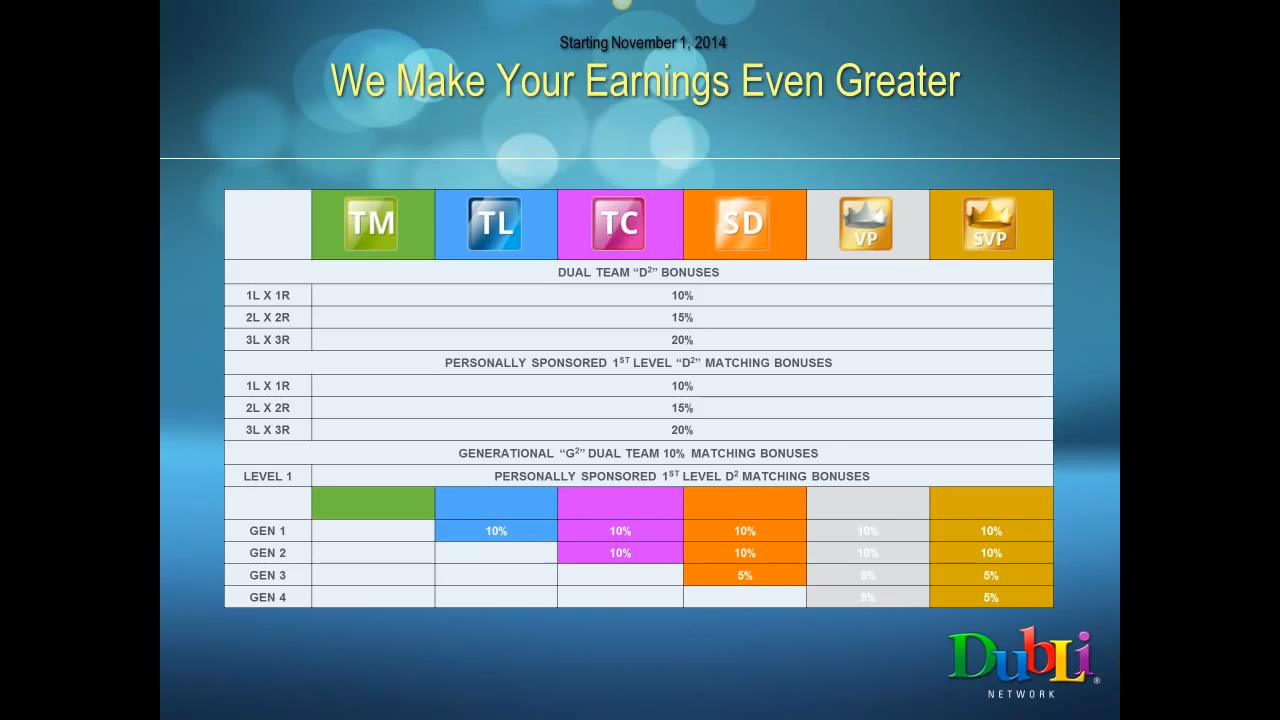 Starting November 1, 2014
We Make Your Earnings Even Greater
TM TL TC SD VP SVP
DUAL TEAM “D²” BONUSES
1L X 1R 10%
2L X 2R 15%
3L X 3R 20%
PERSONALLY SPONSORED 1ST LEVEL “D²” MATCHING BONUSES
1L X 1R 10%
2L X 2R 15%
3L X 3R 20%
GENERATIONAL “G²” DUAL TEAM 10% MATCHING BONUSES
LEVEL 1 PERSONALLY SPONSORED 1ST LEVEL D² MATCHING BONUSES
GEN 1 10% 10% 10% 10% 10%
GEN 2 10% 10% 10% 10%
GEN 3 5% 5% 5%
GEN 4 5% 5%
DubLi ®
NETWORK